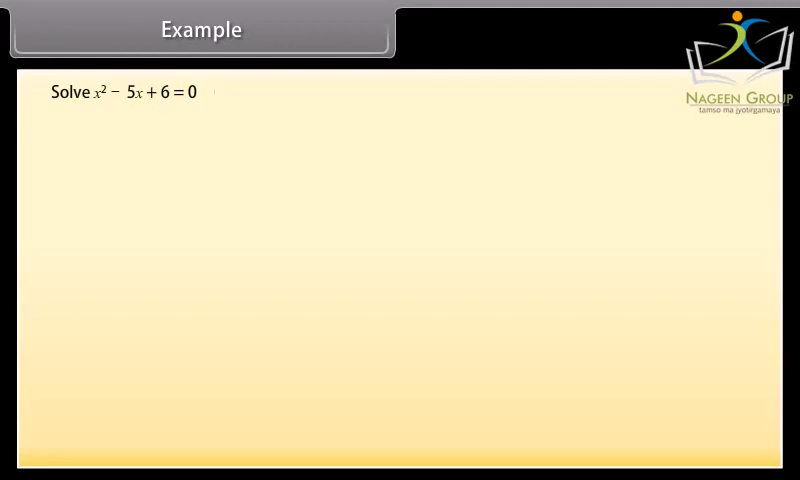 Example
Solve x² − 5x + 6 = 0
NAGEEN GROUP
tamso ma jyotirgamaya